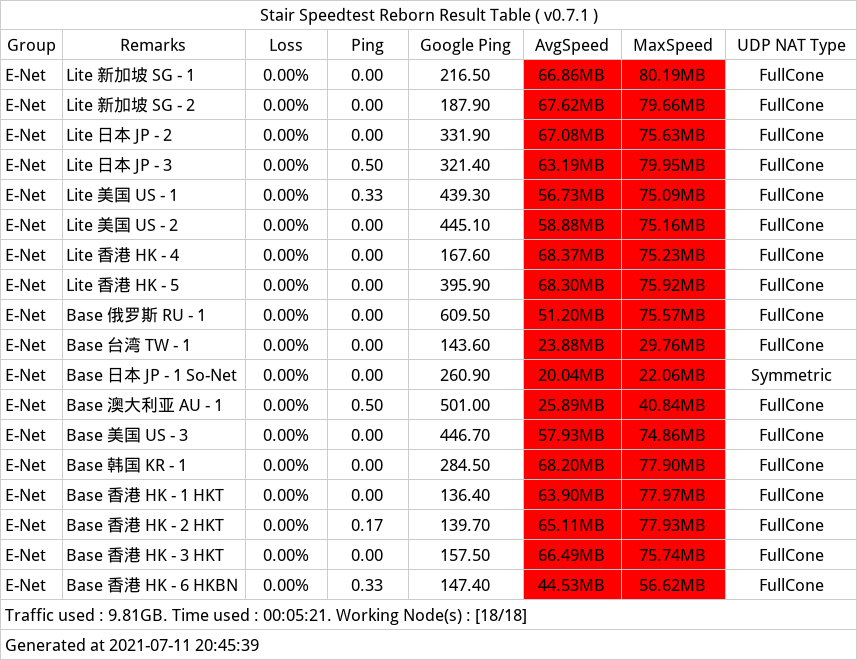 Stair Speedtest Reborn Result Table ( v0.7.1 )
Group Remarks Loss Ping Google Ping AvgSpeed MaxSpeed UDP NAT Type
E-Net Lite 新加坡 SG - 1 0.00% 0.00 216.50 66.86MB 80.19MB FullCone
E-Net Lite 新加坡 SG - 2 0.00% 0.00 187.90 67.62MB 79.66MB FullCone
E-Net Lite 日本 JP - 2 0.00% 0.00 331.90 67.08MB 75.63MB FullCone
E-Net Lite 日本 JP - 3 0.00% 0.50 321.40 63.19MB 79.95MB FullCone
E-Net Lite 美国 US - 1 0.00% 0.33 439.30 56.73MB 75.09MB FullCone
E-Net Lite 美国 US - 2 0.00% 0.00 445.10 58.88MB 75.16MB FullCone
E-Net Lite 香港 HK - 4 0.00% 0.00 167.60 68.37MB 75.23MB FullCone
E-Net Lite 香港 HK - 5 0.00% 0.00 395.90 68.30MB 75.92MB FullCone
E-Net Base 俄罗斯 RU - 1 0.00% 0.00 609.50 51.20MB 75.57MB FullCone
E-Net Base 台湾 TW - 1 0.00% 0.00 143.60 23.88MB 29.76MB FullCone
E-Net Base 日本 JP - 1 So-Net 0.00% 0.00 260.90 20.04MB 22.06MB Symmetric
E-Net Base 澳大利亚 AU - 1 0.00% 0.50 501.00 25.89MB 40.84MB FullCone
E-Net Base 美国 US - 3 0.00% 0.00 446.70 57.93MB 74.86MB FullCone
E-Net Base 韩国 KR - 1 0.00% 0.00 284.50 68.20MB 77.90MB FullCone
E-Net Base 香港 HK - 1 HKT 0.00% 0.00 136.40 63.90MB 77.97MB FullCone
E-Net Base 香港 HK - 2 HKT 0.00% 0.17 139.70 65.11MB 77.93MB FullCone
E-Net Base 香港 HK - 3 HKT 0.00% 0.00 157.50 66.49MB 75.74MB FullCone
E-Net Base 香港 HK - 6 HKBN 0.00% 0.33 147.40 44.53MB 56.62MB FullCone
Traffic used : 9.81GB. Time used : 00:05:21. Working Node(s) : [18/18]
Generated at 2021-07-11 20:45:39